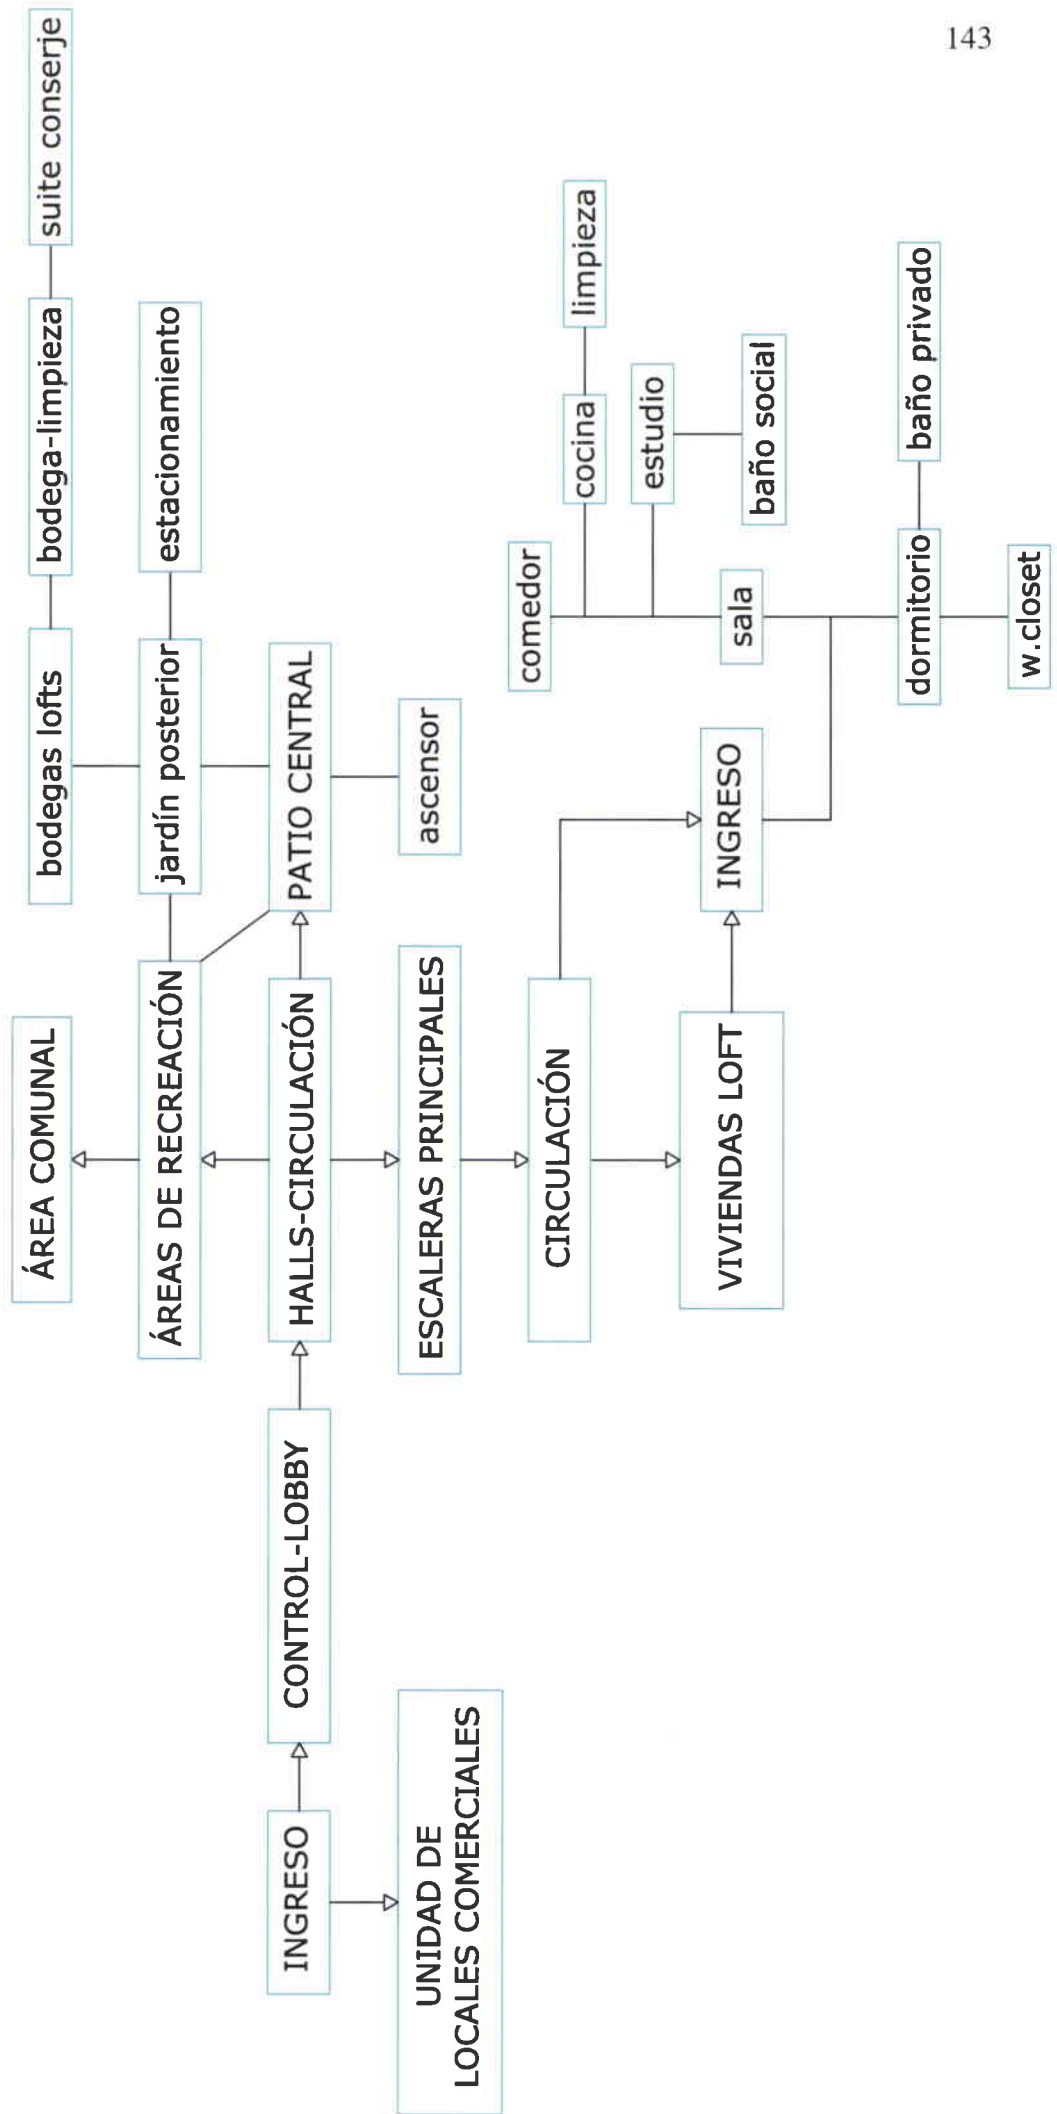 143
INGRESO
UNIDAD DE
LOCALES COMERCIALES
CONTROL-LOBBY
ÁREA COMUNAL
ÁREAS DE RECREACIÓN
HALLS-CIRCULACIÓN
ESCALERAS PRINCIPALES
CIRCULACIÓN
VIVIENDAS LOFT
bodegas lofts
bodega-limpieza
suite conserje
jardín posterior
estacionamiento
PATIO CENTRAL
ascensor
INGRESO
comedor
cocina
limpieza
estudio
baño social
sala
dormitorio
baño privado
w.closet